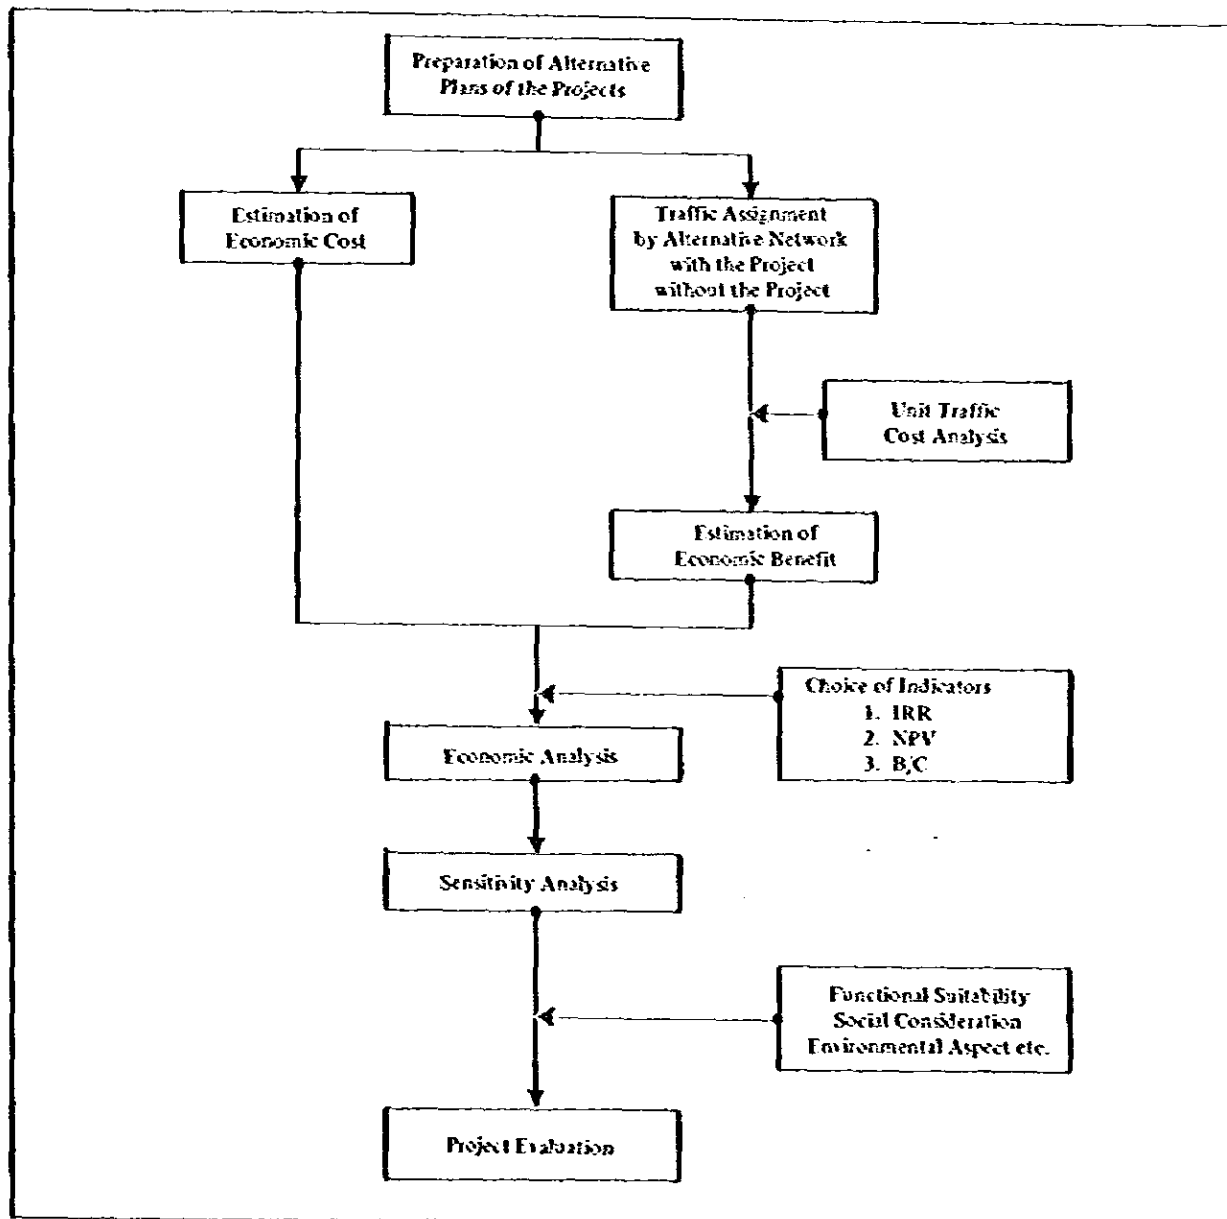 Preparation of Alternative
Plans of the Projects
Estimation of
Economic Cost
Traffic Assignment
by Alternative Network
with the Project
without the Project
Unit Traffic
Cost Analysis
Estimation of
Economic Benefit
Choice of Indicators
1. IRR
2. NPV
3. B/C
Economic Analysis
Sensitivity Analysis
Functional Suitability
Social Consideration
Environmental Aspect etc.
Project Evaluation